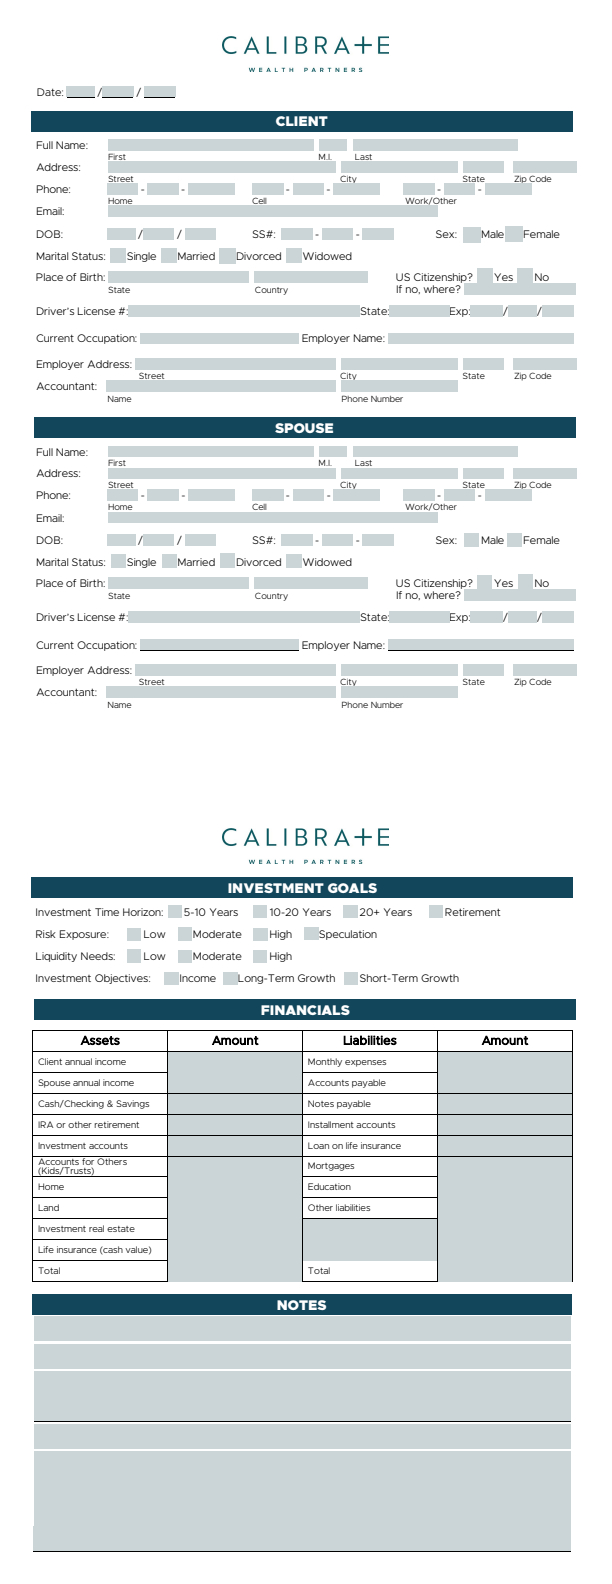 CALIBRATE
WEALTH PARTNERS
Date: / /
CLIENT
Full Name:
First M.I. Last
Address:
Street City State Zip Code
Phone: - - - - - -
Home Cell Work/Other
Email:
DOB: / / SS#: - - Sex: Male Female
Marital Status: Single Married Divorced Widowed
Place of Birth: US Citizenship? Yes No
State Country If no, where?
Driver's License #: State: Exp: / /
Current Occupation: Employer Name:
Employer Address:
Street City State Zip Code
Accountant:
Name Phone Number
SPOUSE
Full Name:
First M.I. Last
Address:
Street City State Zip Code
Phone: - - - - - -
Home Cell Work/Other
Email:
DOB: / / SS#: - - Sex: Male Female
Marital Status: Single Married Divorced Widowed
Place of Birth: US Citizenship? Yes No
State Country If no, where?
Driver's License #: State: Exp: / /
Current Occupation: Employer Name:
Employer Address:
Street City State Zip Code
Accountant:
Name Phone Number
CALIBRATE
WEALTH PARTNERS
INVESTMENT GOALS
Investment Time Horizon: 5-10 Years 10-20 Years 20+ Years Retirement
Risk Exposure: Low Moderate High Speculation
Liquidity Needs: Low Moderate High
Investment Objectives: Income Long-Term Growth Short-Term Growth
FINANCIALS
Assets Amount Liabilities Amount
Client annual income Monthly expenses
Spouse annual income Accounts payable
Cash/Checking & Savings Notes payable
IRA or other retirement Installment accounts
Investment accounts Loan on life insurance
Accounts for Others
(Kids/Trusts) Mortgages
Home Education
Land Other liabilities
Investment real estate
Life insurance (cash value)
Total Total
NOTES